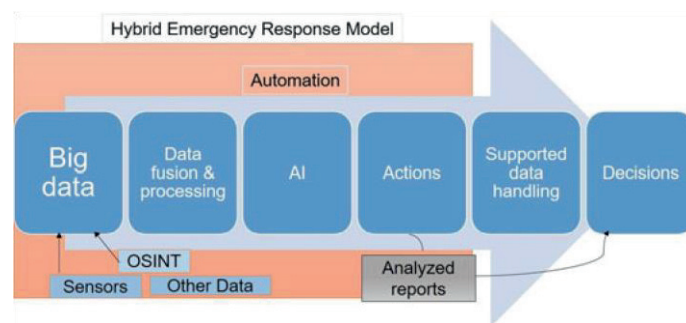 Hybrid Emergency Response Model
Automation
Big
data
Data
fusion &
processing
AI
Actions
Supported
data
handling
Decisions
OSINT
Sensors
Other Data
Analyzed
reports